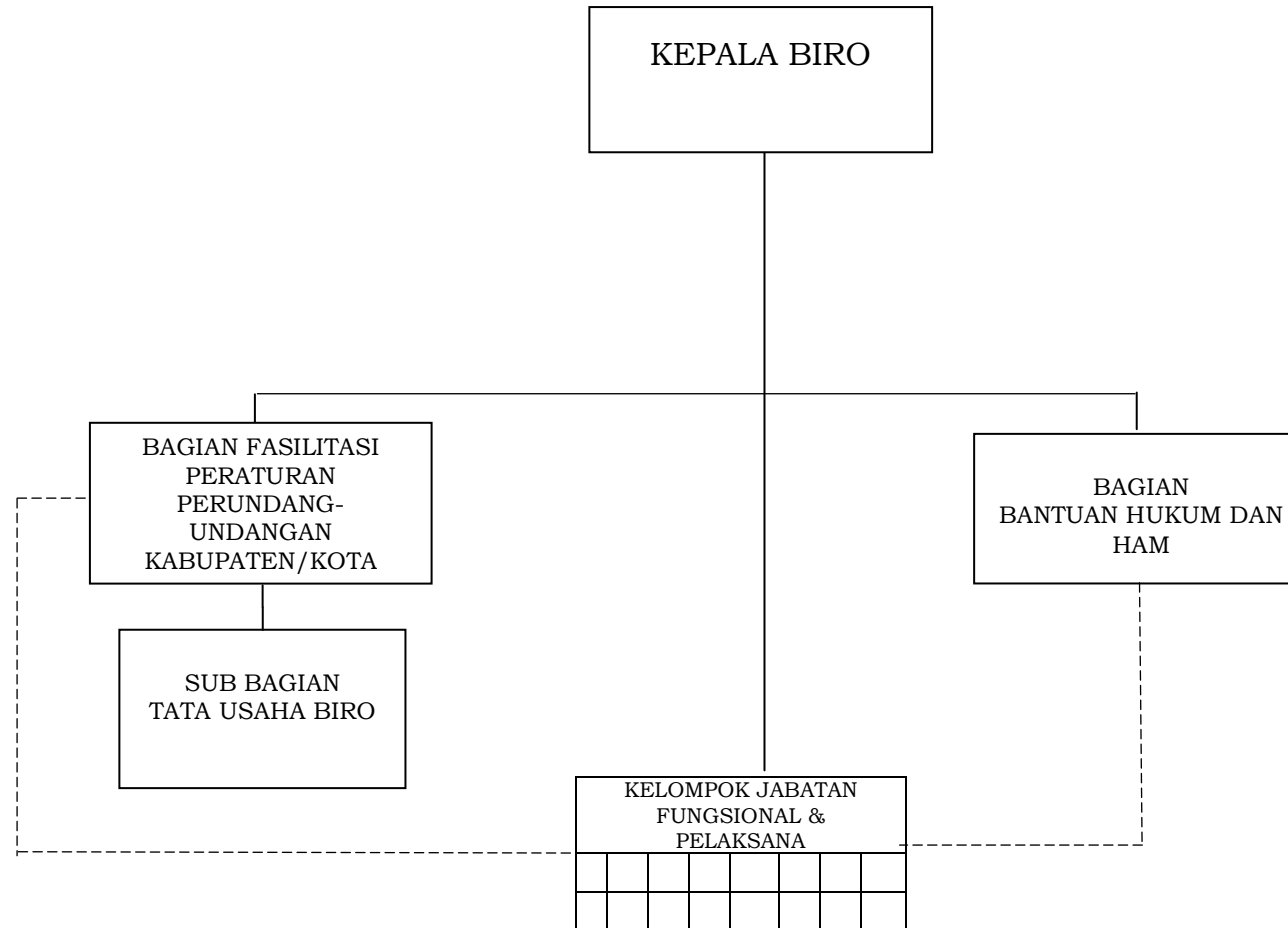 KEPALA BIRO
BAGIAN FASILITASI
PERATURAN
PERUNDANG-
UNDANGAN
KABUPATEN/KOTA
BAGIAN
BANTUAN HUKUM DAN
HAM
SUB BAGIAN
TATA USAHA BIRO
KELOMPOK JABATAN
FUNGSIONAL &
PELAKSANA